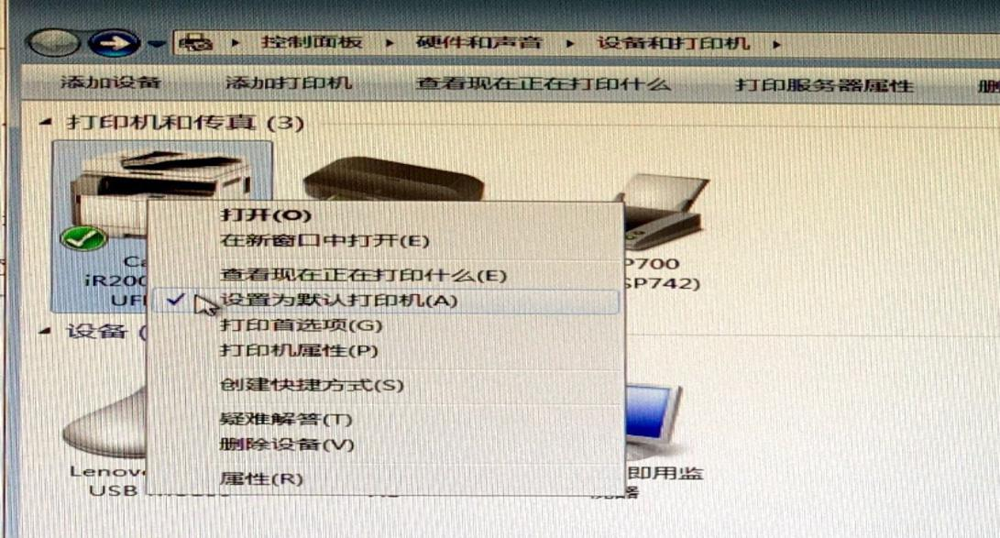 控制面板 硬件和声音 设备和打印机
添加设备 添加打印机 查看现在正在打印什么 打印服务器属性 删
打印机和传真 (3)
打开(O)
在新窗口中打开(E)
查看现在正在打印什么(E)
设置为默认打印机(A)
打印首选项(G)
打印机属性(P)
创建快捷方式(S)
疑难解答(T)
删除设备(V)
属性(R)
Ca
iR200
UF
P700
SP742)
设备 (
Lenov
USB
即用监